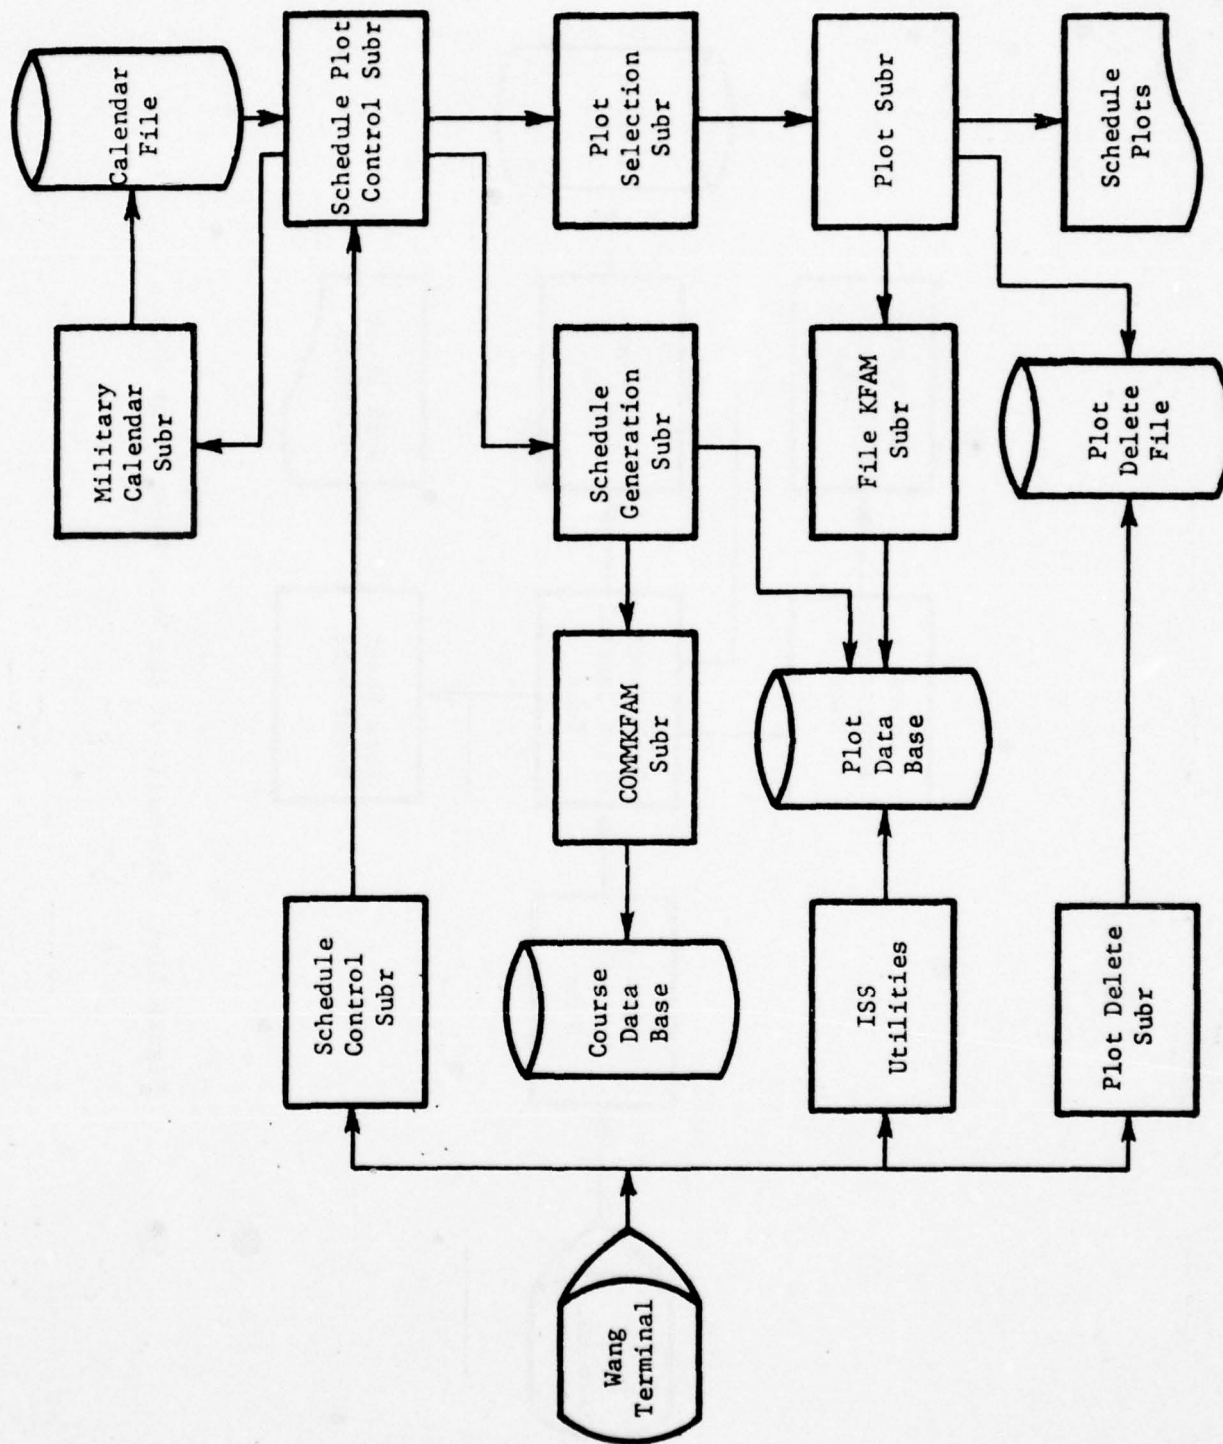 Calendar
File
Schedule Plot
Control Subr
Plot
Selection
Subr
Plot Subr
Schedule
Plots
Military
Calendar
Subr
Schedule
Generation
Subr
File KFAM
Subr
Plot
Delete
File
COMMKFAM
Subr
Plot
Data
Base
Schedule
Control
Subr
Course
Data
Base
ISS
Utilities
Plot Delete
Subr
Wang
Terminal